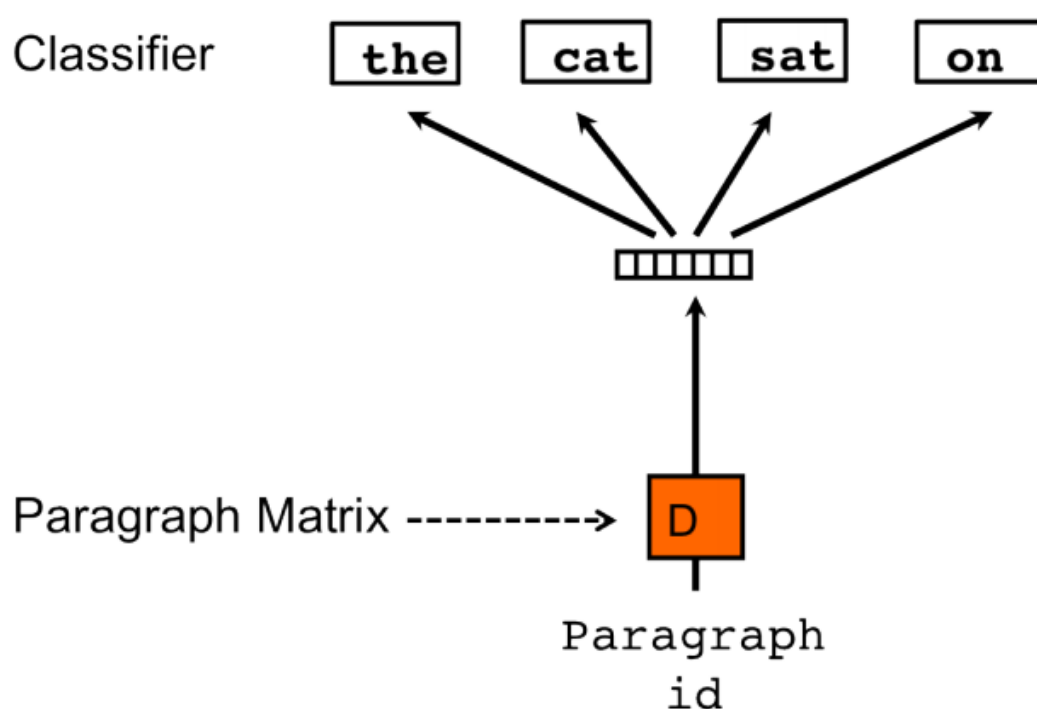 Classifier the cat sat on
Paragraph Matrix D
Paragraph
id